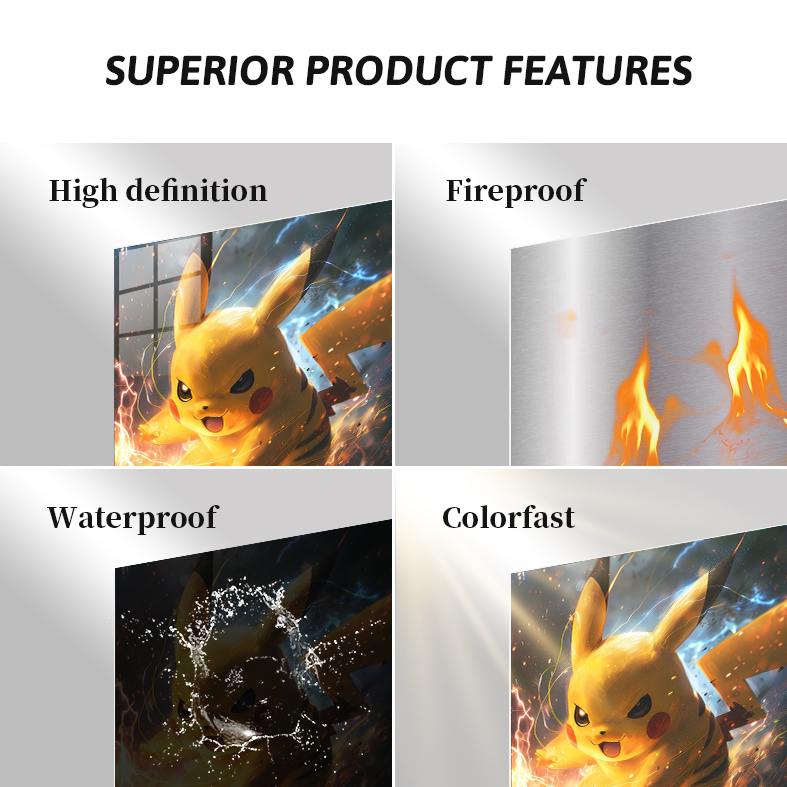 SUPERIOR PRODUCT FEATURES
High definition
Fireproof
Waterproof
Colorfast